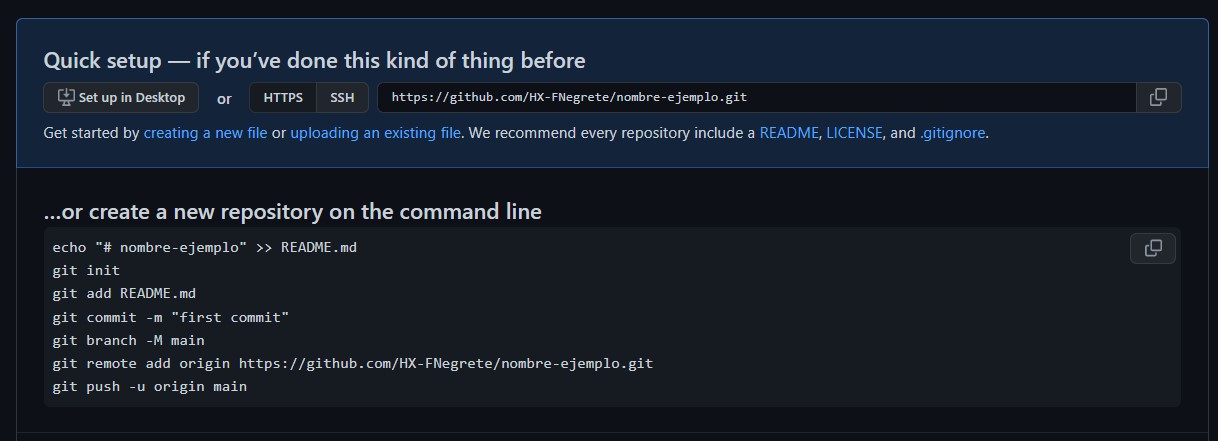 Quick setup — if you’ve done this kind of thing before
Set up in Desktop or HTTPS SSH https://github.com/HX-FNegrete/nombre-ejemplo.git
Get started by creating a new file or uploading an existing file. We recommend every repository include a README, LICENSE, and .gitignore.
…or create a new repository on the command line
echo "# nombre-ejemplo" >> README.md
git init
git add README.md
git commit -m "first commit"
git branch -M main
git remote add origin https://github.com/HX-FNegrete/nombre-ejemplo.git
git push -u origin main